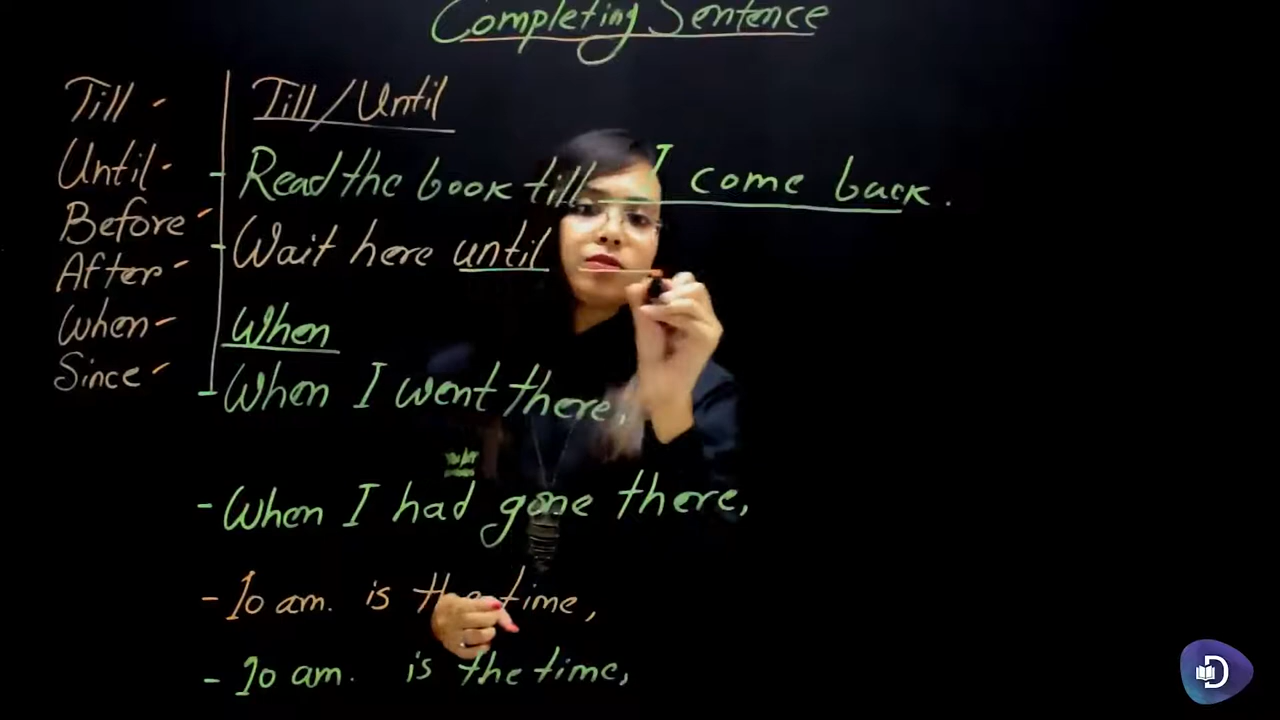 Completing Sentence
Till -
Until -
Before -
After -
When -
Since -
Till/Until
- Read the book till I come back.
- Wait here until
When
- When I went there,
- When I had gone there,
- 10 am. is the time,
- 10 am. is the time,